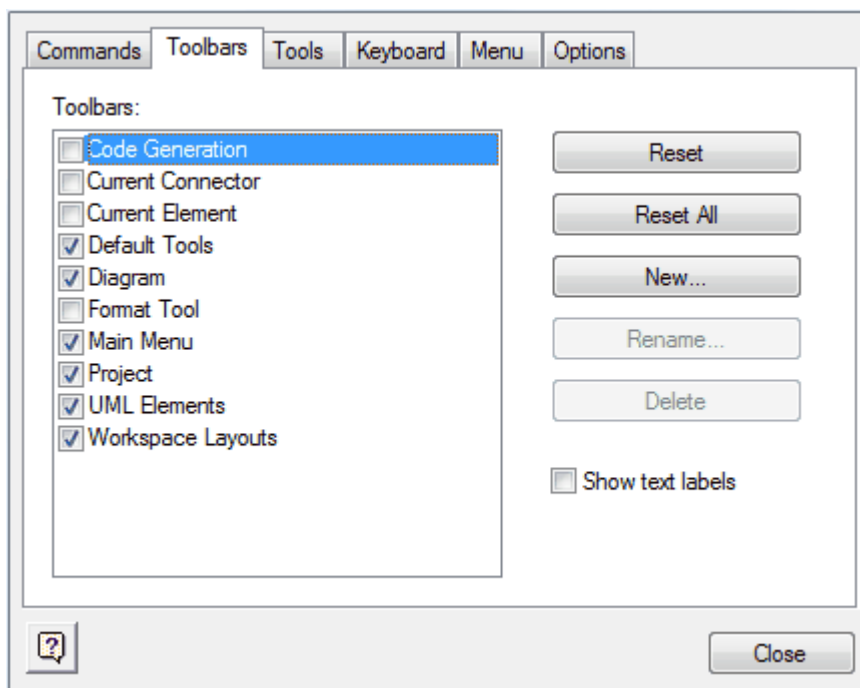 Commands Toolbars Tools Keyboard Menu Options
Toolbars:
Code Generation
Current Connector
Current Element
Default Tools
Diagram
Format Tool
Main Menu
Project
UML Elements
Workspace Layouts
Reset
Reset All
New...
Rename...
Delete
Show text labels
?
Close